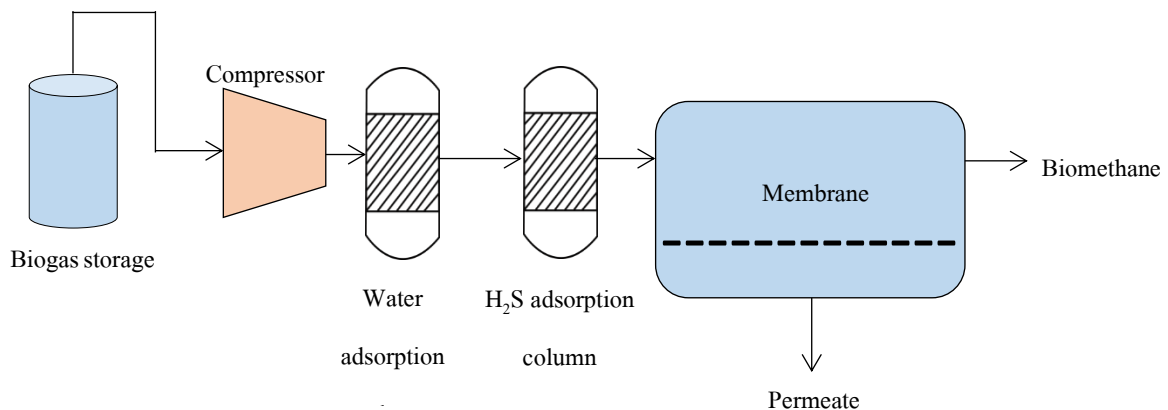 Compressor
Biogas storage
Water
adsorption
H₂S adsorption
column
Membrane
Biomethane
Permeate